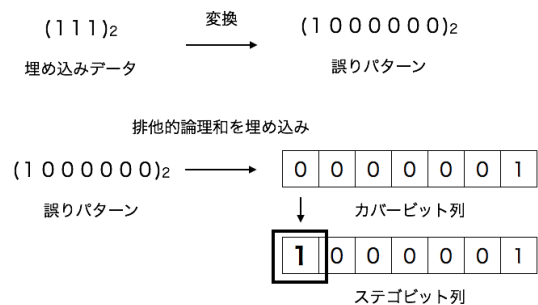 (111)₂
変換
(1000000)₂
埋め込みデータ
誤りパターン
排他的論理和を埋め込み
(1000000)₂
0 0 0 0 0 0 1
誤りパターン
カバービット列
1 0 0 0 0 0 1
ステゴビット列